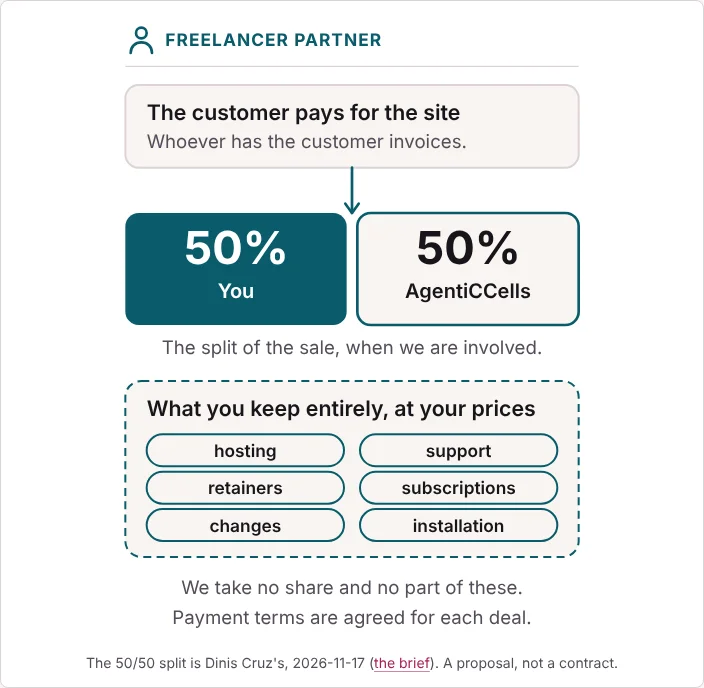 FREELANCER PARTNER
The customer pays for the site
Whoever has the customer invoices.
50%
You
50%
AgentiCCells
The split of the sale, when we are involved.
What you keep entirely, at your prices
hosting
support
retainers
subscriptions
changes
installation
We take no share and no part of these.
Payment terms are agreed for each deal.
The 50/50 split is Dinis Cruz's, 2026-11-17 (the brief). A proposal, not a contract.